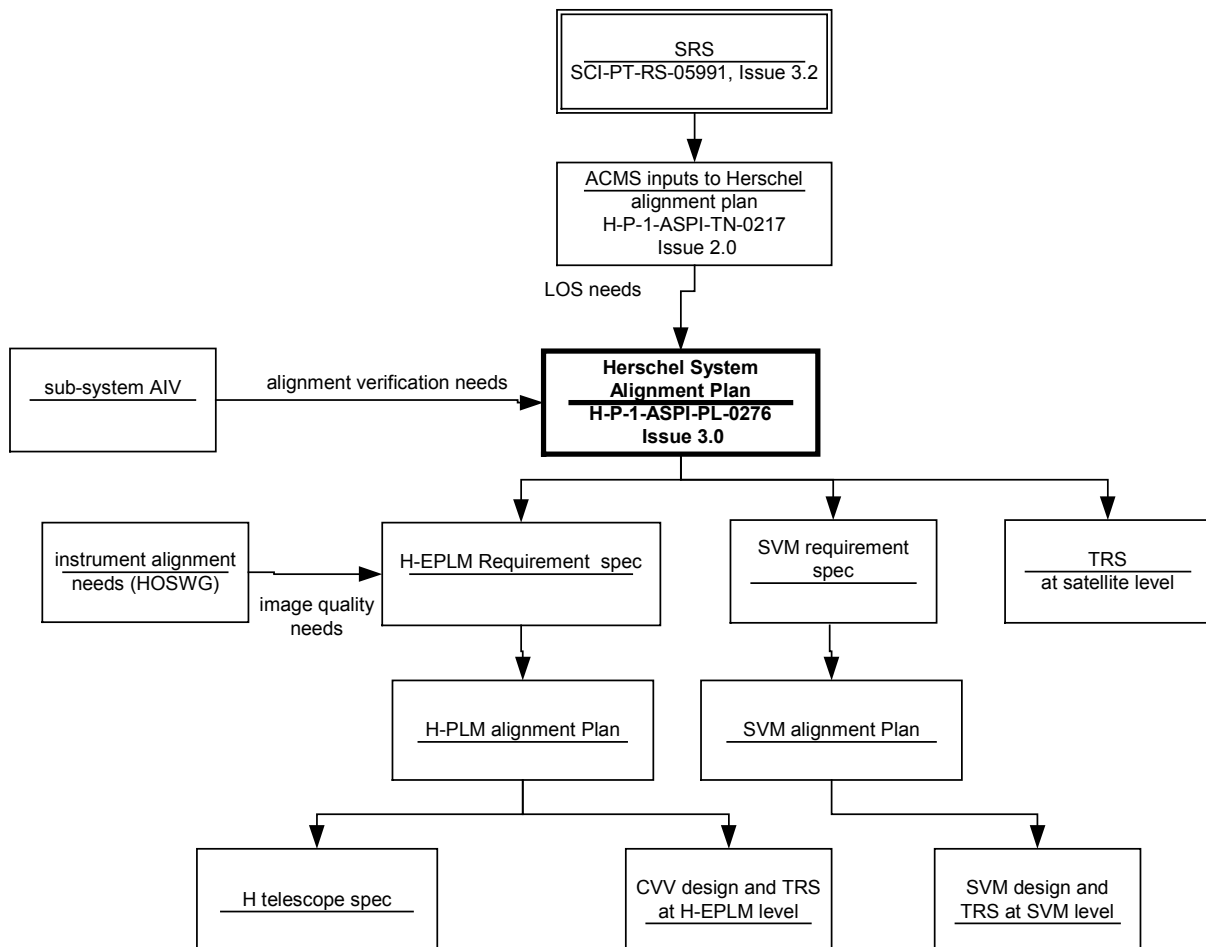 SRS
SCI-PT-RS-05991, Issue 3.2
ACMS inputs to Herschel
alignment plan
H-P-1-ASPI-TN-0217
Issue 2.0
LOS needs
sub-system AIV
alignment verification needs
Herschel System
Alignment Plan
H-P-1-ASPI-PL-0276
Issue 3.0
instrument alignment
needs (HOSWG)
image quality
needs
H-EPLM Requirement spec
SVM requirement
spec
TRS
at satellite level
H-PLM alignment Plan
SVM alignment Plan
H telescope spec
CVV design and TRS
at H-EPLM level
SVM design and
TRS at SVM level